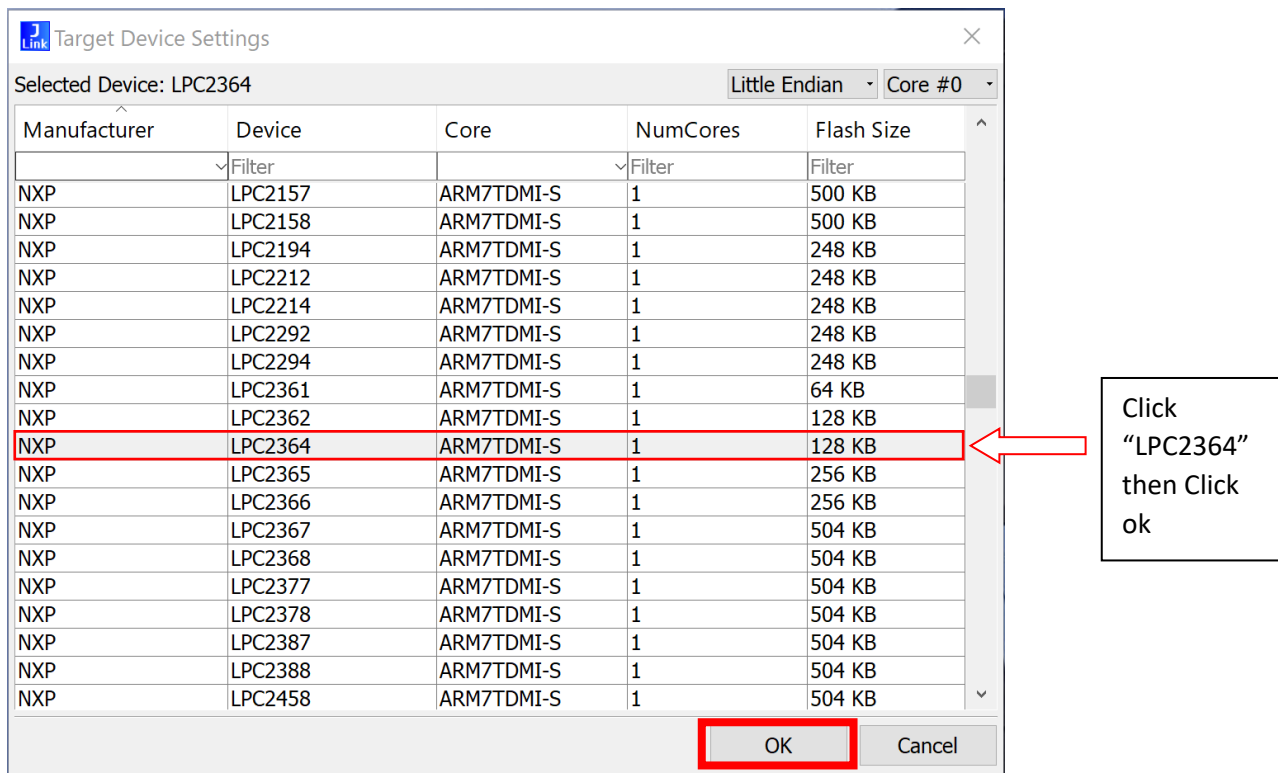 J Link Target Device Settings
Selected Device: LPC2364 Little Endian Core #0
Manufacturer Device Core NumCores Flash Size
Filter Filter Filter
NXP LPC2157 ARM7TDMI-S 1 500 KB
NXP LPC2158 ARM7TDMI-S 1 500 KB
NXP LPC2194 ARM7TDMI-S 1 248 KB
NXP LPC2212 ARM7TDMI-S 1 248 KB
NXP LPC2214 ARM7TDMI-S 1 248 KB
NXP LPC2292 ARM7TDMI-S 1 248 KB
NXP LPC2294 ARM7TDMI-S 1 248 KB
NXP LPC2361 ARM7TDMI-S 1 64 KB
NXP LPC2362 ARM7TDMI-S 1 128 KB
NXP LPC2364 ARM7TDMI-S 1 128 KB
NXP LPC2365 ARM7TDMI-S 1 256 KB
NXP LPC2366 ARM7TDMI-S 1 256 KB
NXP LPC2367 ARM7TDMI-S 1 504 KB
NXP LPC2368 ARM7TDMI-S 1 504 KB
NXP LPC2377 ARM7TDMI-S 1 504 KB
NXP LPC2378 ARM7TDMI-S 1 504 KB
NXP LPC2387 ARM7TDMI-S 1 504 KB
NXP LPC2388 ARM7TDMI-S 1 504 KB
NXP LPC2458 ARM7TDMI-S 1 504 KB
OK Cancel
Click
“LPC2364”
then Click
ok